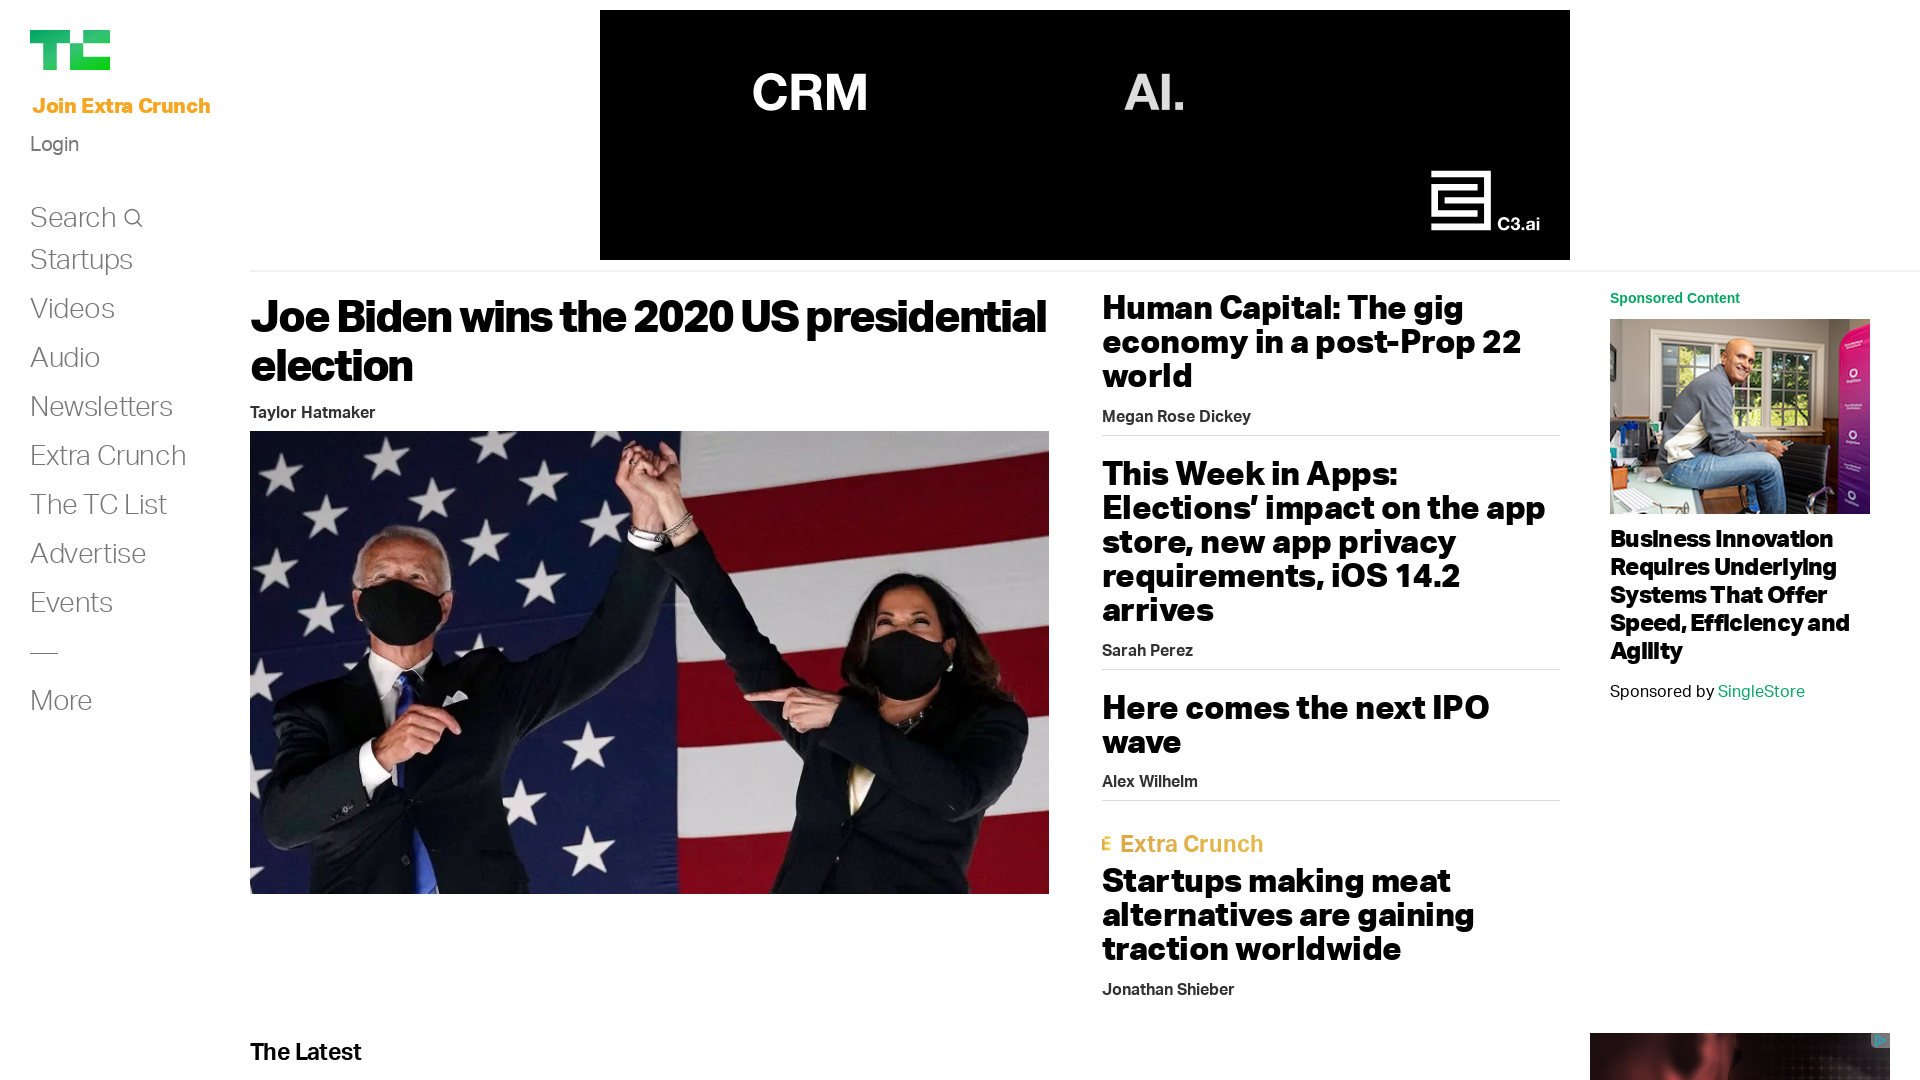 TC
Join Extra Crunch
Login
Search
Startups
Videos
Audio
Newsletters
Extra Crunch
The TC List
Advertise
Events
More
CRM AI.
C3.ai
Joe Biden wins the 2020 US presidential
election
Taylor Hatmaker
Human Capital: The gig
economy in a post-Prop 22
world
Megan Rose Dickey
This Week in Apps:
Elections’ impact on the app
store, new app privacy
requirements, iOS 14.2
arrives
Sarah Perez
Here comes the next IPO
wave
Alex Wilhelm
Extra Crunch
Startups making meat
alternatives are gaining
traction worldwide
Jonathan Shieber
Sponsored Content
Business Innovation
Requires Underlying
Systems That Offer
Speed, Efficiency and
Agility
Sponsored by SingleStore
The Latest